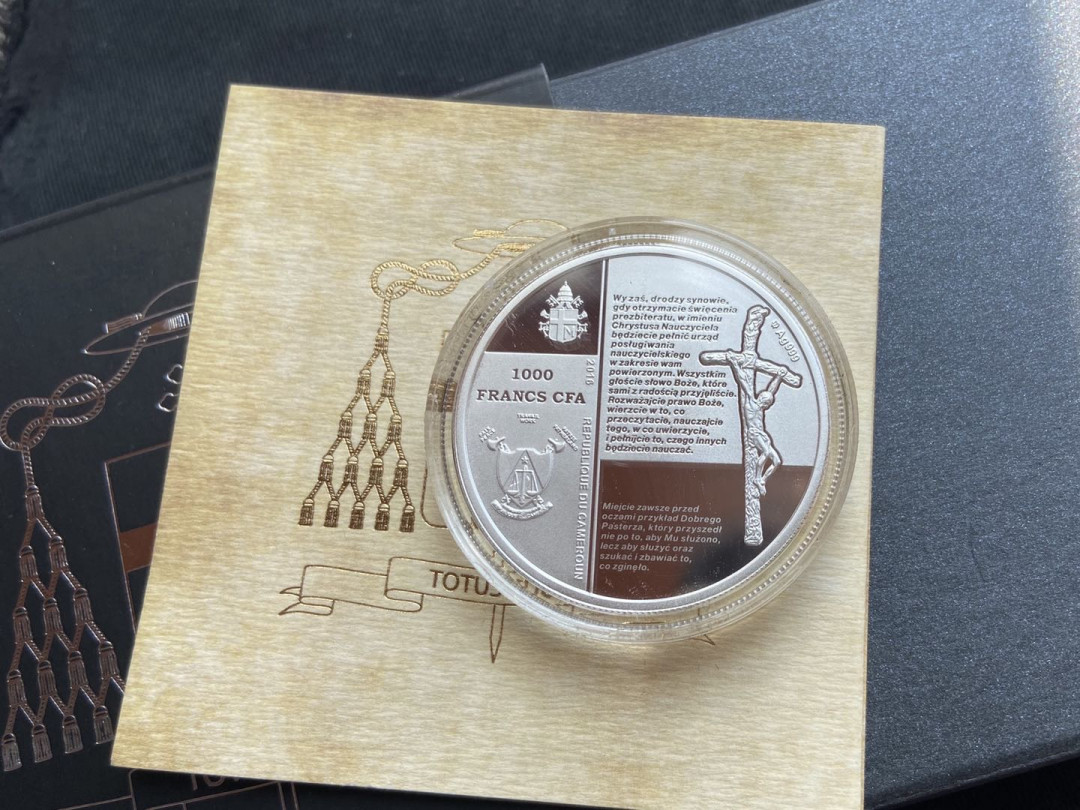 1000
FRANCS CFA
2016
REPUBLIQUE DU CAMEROUN
Wy zaś, drodzy synowie,
gdy otrzymacie święcenia
prezbiteratu, w imieniu
Chrystusa Nauczyciela
będziecie pełnić urząd
posługiwania
nauczycielskiego
w zakresie wam
powierzonym. Wszystkim
głoście słowo Boże, które
sami z radością przyjęliście.
Rozważajcie prawo Boże,
wierzcie w to, co
przeczytacie, nauczajcie
tego, w co uwierzycie,
i pełnijcie to, czego innych
będziecie nauczać.
Ag999
Miejcie zawsze przed
oczami przykład Dobrego
Pasterza, który przyszedł
nie po to, aby Mu służono,
lecz aby służyć oraz
szukać i zbawiać to,
co zginęło.
TOTUS